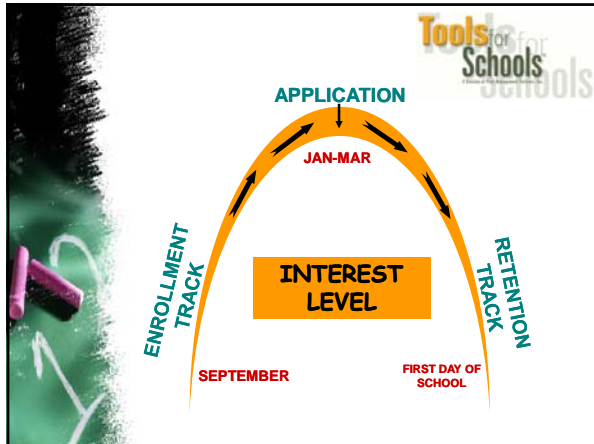 Tools for
Schools
APPLICATION
JAN-MAR
ENROLLMENT
TRACK
INTEREST
LEVEL
RETENTION
TRACK
SEPTEMBER
FIRST DAY OF
SCHOOL